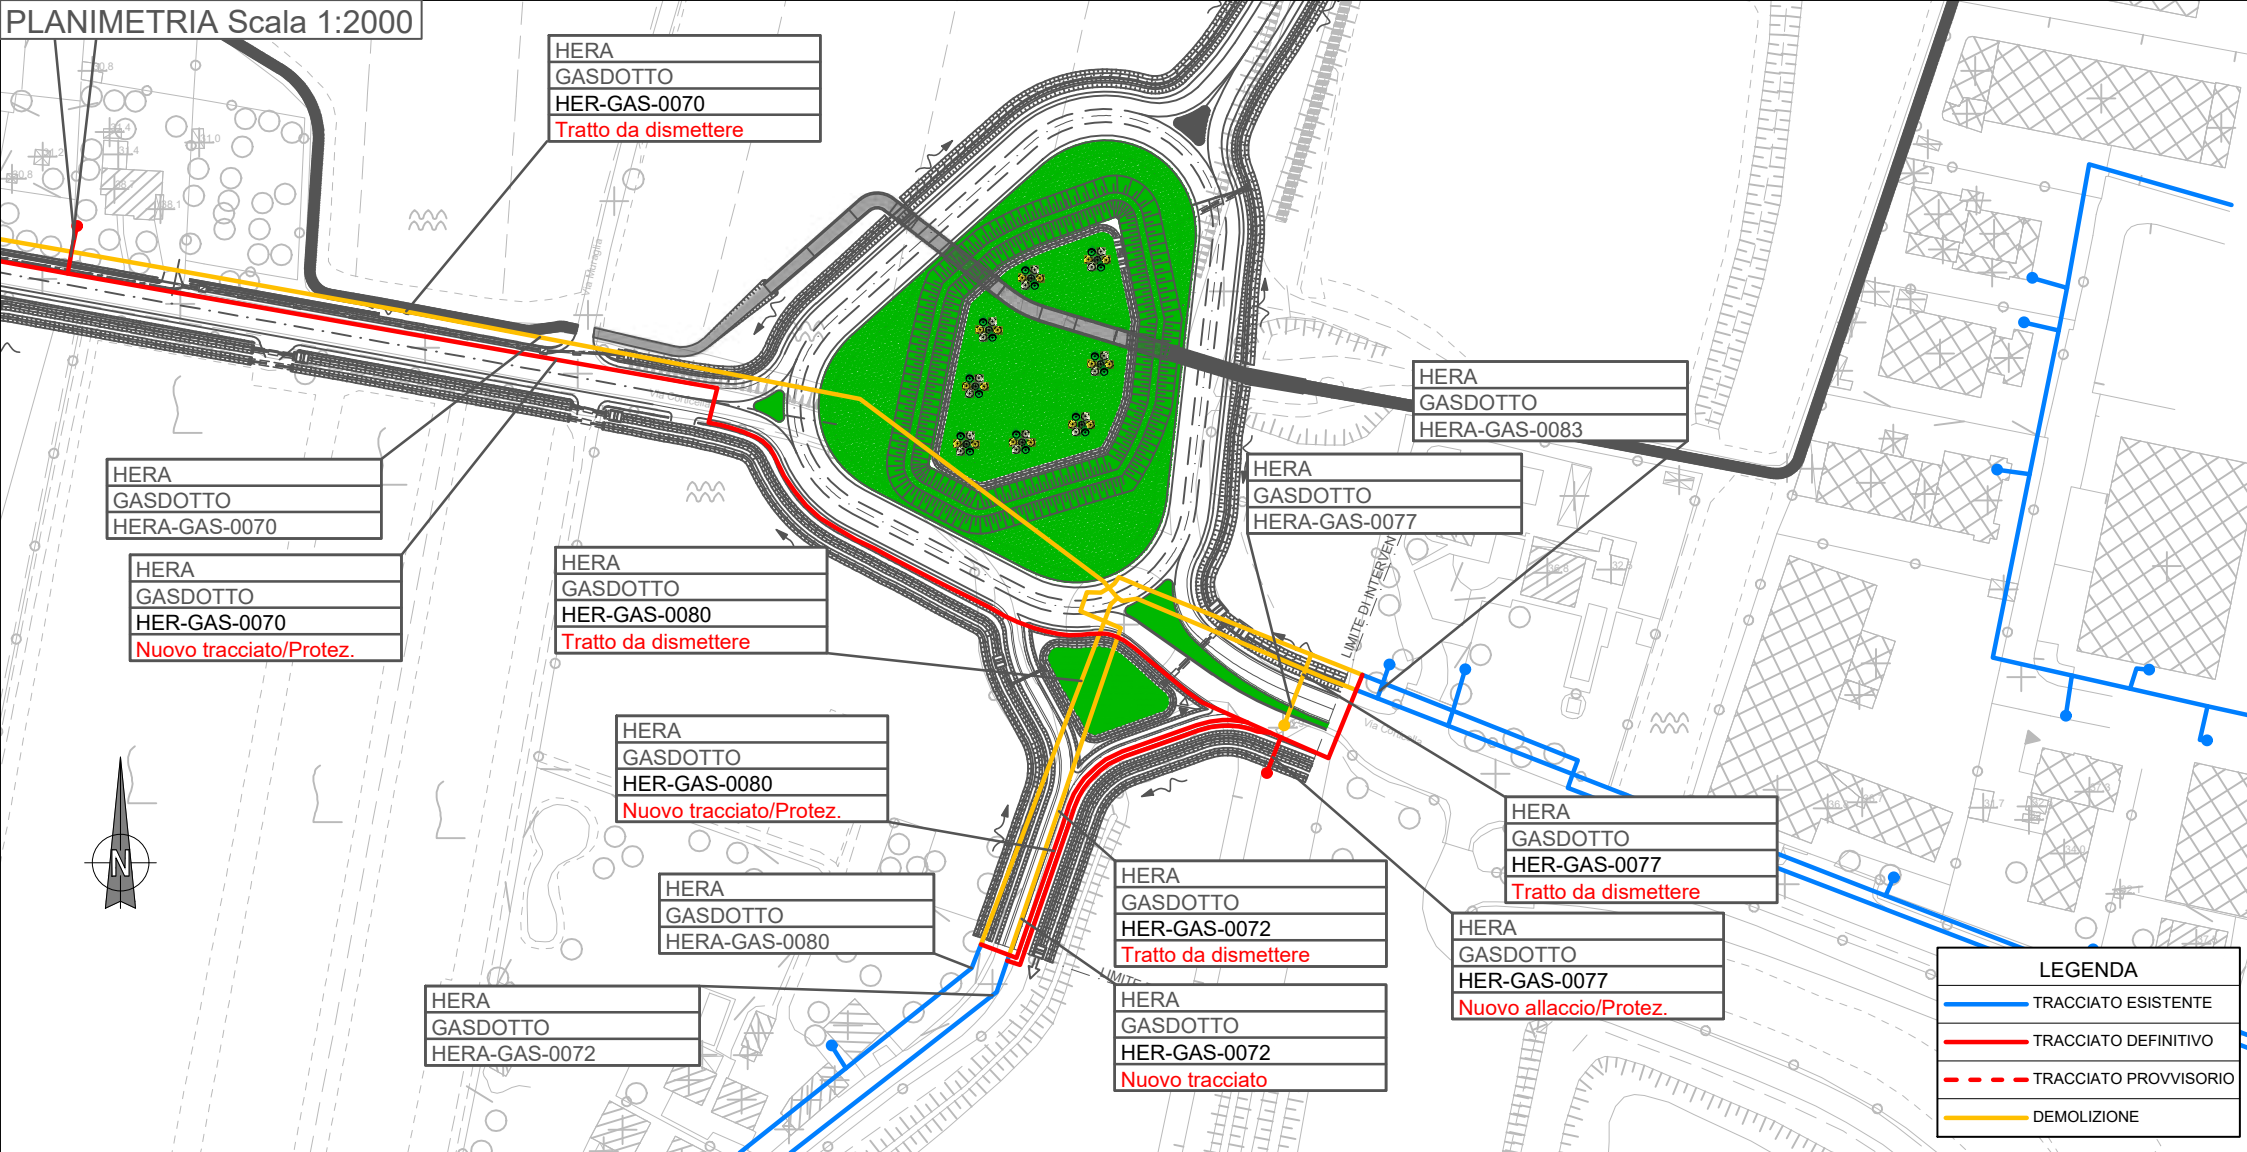 PLANIMETRIA Scala 1:2000
HERA
GASDOTTO
HER-GAS-0070
Tratto da dismettere
Via Muraglia
HERA
GASDOTTO
HERA-GAS-0083
HERA
GASDOTTO
HERA-GAS-0077
HERA
GASDOTTO
HERA-GAS-0070
HERA
GASDOTTO
HER-GAS-0070
Nuovo tracciato/Protez.
HERA
GASDOTTO
HER-GAS-0080
Tratto da dismettere
LIMITE DI INTERVEN
HERA
GASDOTTO
HER-GAS-0080
Nuovo tracciato/Protez.
HERA
GASDOTTO
HER-GAS-0077
Tratto da dismettere
HERA
GASDOTTO
HERA-GAS-0080
HERA
GASDOTTO
HER-GAS-0072
Tratto da dismettere
HERA
GASDOTTO
HER-GAS-0077
Nuovo allaccio/Protez.
N
LIMITE
HERA
GASDOTTO
HERA-GAS-0072
HERA
GASDOTTO
HER-GAS-0072
Nuovo tracciato
LEGENDA
TRACCIATO ESISTENTE
TRACCIATO DEFINITIVO
TRACCIATO PROVVISORIO
DEMOLIZIONE